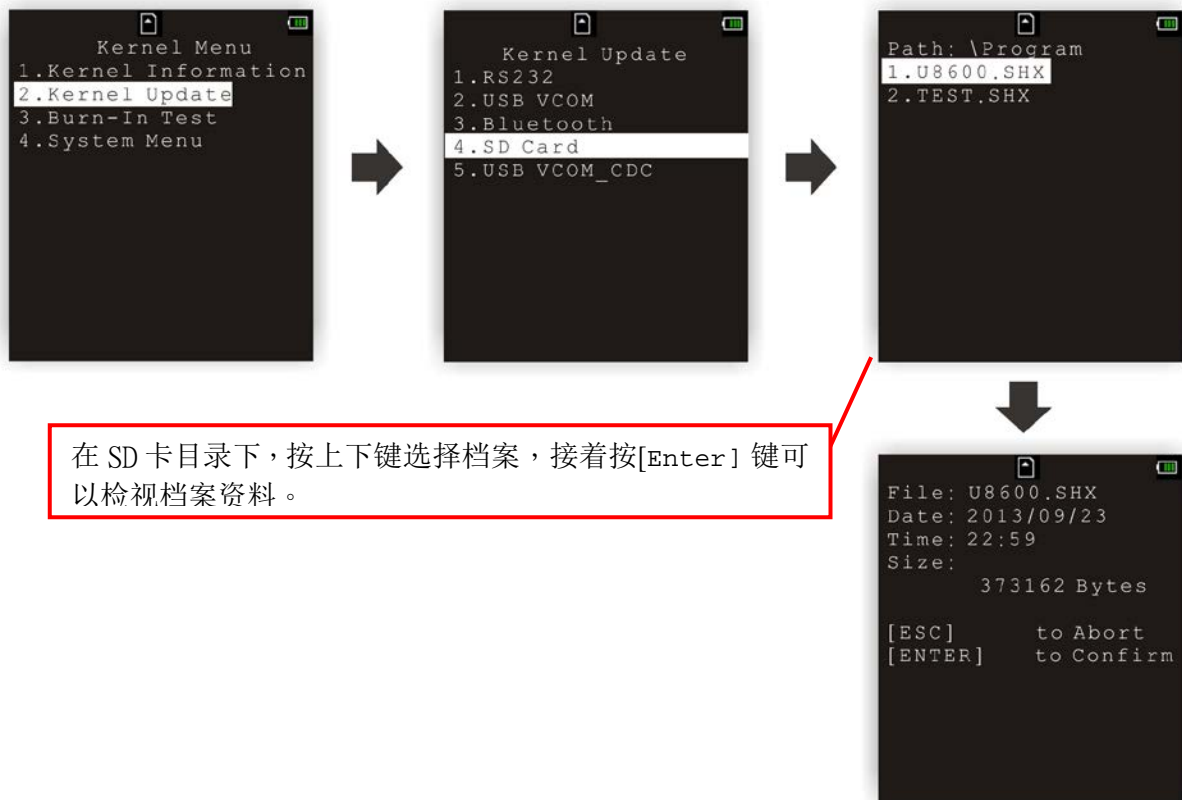 Kernel Menu
1.Kernel Information
2.Kernel Update
3.Burn-In Test
4.System Menu
Kernel Update
1.RS232
2.USB VCOM
3.Bluetooth
4.SD Card
5.USB VCOM_CDC
Path: \Program
1.U8600.SHX
2.TEST.SHX
在 SD 卡目录下，按上下键选择档案，接着按[Enter] 键可
以检视档案资料。
File: U8600.SHX
Date: 2013/09/23
Time: 22:59
Size:
373162 Bytes
[ESC] to Abort
[ENTER] to Confirm